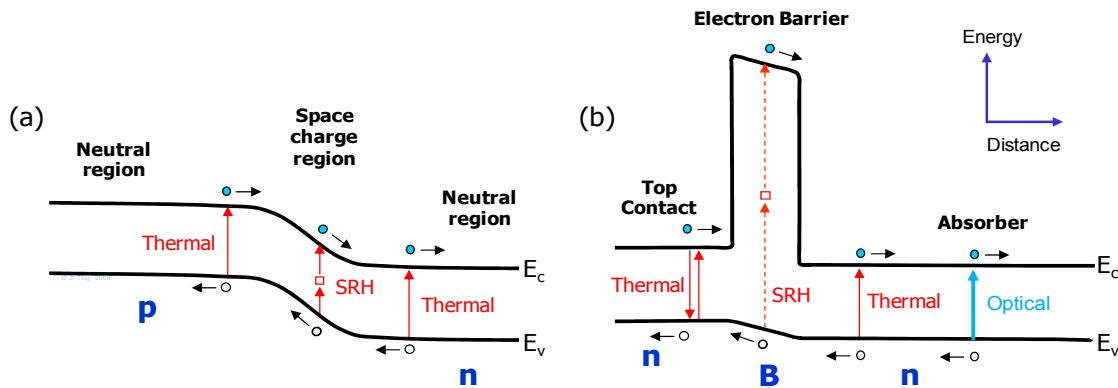 (a)
Neutral
region
Space
charge
region
Neutral
region
Thermal
SRH
Thermal
E_c
E_v
p
n
(b)
Electron Barrier
Energy
Distance
Top
Contact
Absorber
Thermal
SRH
Thermal
Optical
E_c
E_v
n
B
n